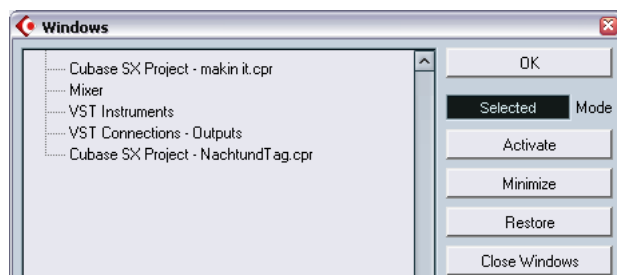 Windows
Cubase SX Project - makin it.cpr
Mixer
VST Instruments
VST Connections - Outputs
Cubase SX Project - NachtundTag.cpr
OK
Selected Mode
Activate
Minimize
Restore
Close Windows